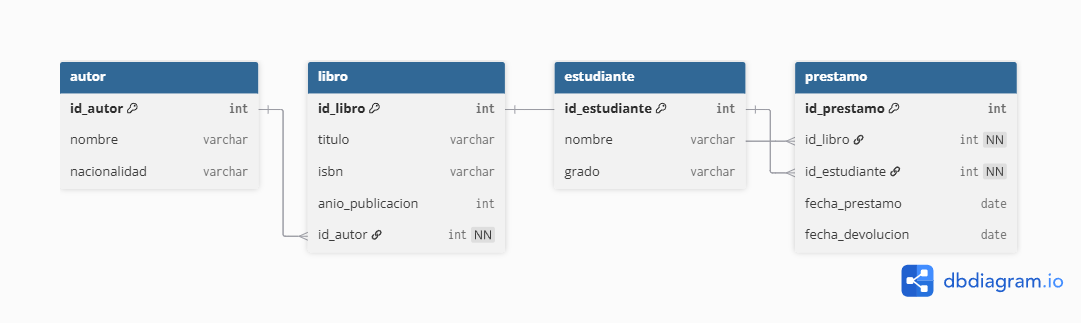 autor
id_autor int
nombre varchar
nacionalidad varchar
libro
id_libro int
titulo varchar
isbn varchar
anio_publicacion int
id_autor int NN
estudiante
id_estudiante int
nombre varchar
grado varchar
prestamo
id_prestamo int
id_libro int NN
id_estudiante int NN
fecha_prestamo date
fecha_devolucion date
dbdiagram.io